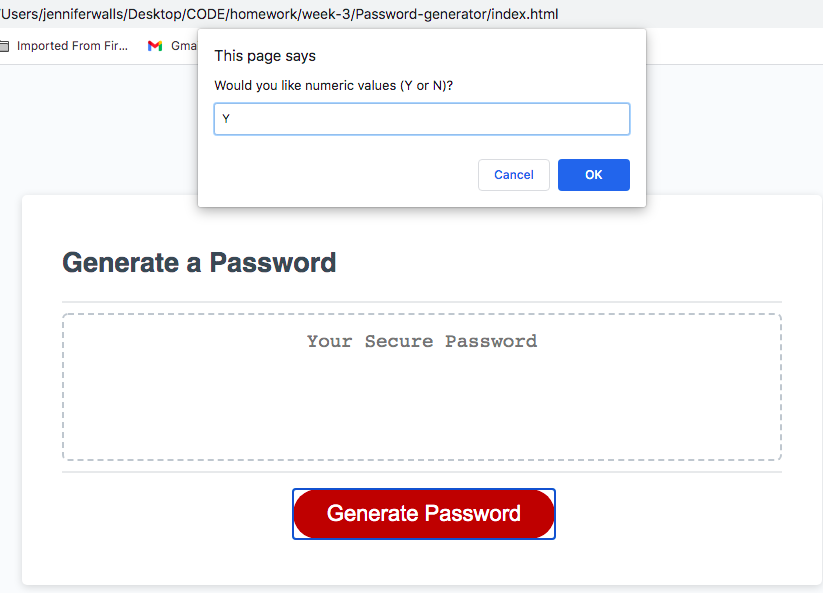 /Users/jenniferwalls/Desktop/CODE/homework/week-3/Password-generator/index.html
Imported From Fir...
Gma
This page says
Would you like numeric values (Y or N)?
Y
Cancel
OK
Generate a Password
Your Secure Password
Generate Password